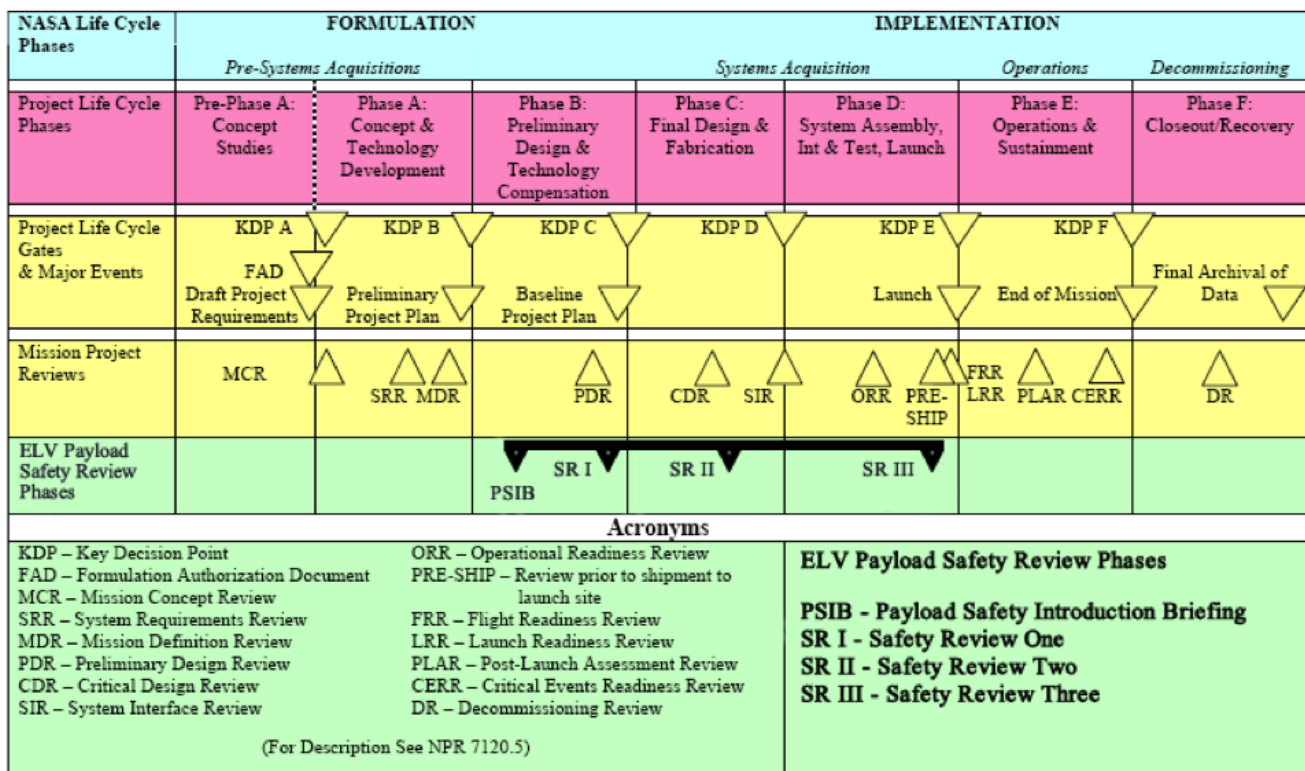 NASA Life Cycle
Phases
FORMULATION
IMPLEMENTATION
Pre-Systems Acquisitions
Systems Acquisition
Operations
Decommissioning
Project Life Cycle
Phases
Pre-Phase A:
Concept
Studies
Phase A:
Concept &
Technology
Development
Phase B:
Preliminary
Design &
Technology
Compensation
Phase C:
Final Design &
Fabrication
Phase D:
System Assembly,
Int & Test, Launch
Phase E:
Operations &
Sustainment
Phase F:
Closeout/Recovery
Project Life Cycle
Gates
& Major Events
KDP A
FAD
Draft Project
Requirements
KDP B
Preliminary
Project Plan
KDP C
Baseline
Project Plan
KDP D
KDP E
Launch
KDP F
End of Mission
Final Archival of
Data
Mission Project
Reviews
MCR
SRR
MDR
PDR
CDR
SIR
ORR
PRE-
SHIP
FRR
LRR
PLAR
CERR
DR
ELV Payload
Safety Review
Phases
PSIB
SR I
SR II
SR III
Acronyms
KDP – Key Decision Point
FAD – Formulation Authorization Document
MCR – Mission Concept Review
SRR – System Requirements Review
MDR – Mission Definition Review
PDR – Preliminary Design Review
CDR – Critical Design Review
SIR – System Interface Review
ORR – Operational Readiness Review
PRE-SHIP – Review prior to shipment to
launch site
FRR – Flight Readiness Review
LRR – Launch Readiness Review
PLAR – Post-Launch Assessment Review
CERR – Critical Events Readiness Review
DR – Decommissioning Review
(For Description See NPR 7120.5)
ELV Payload Safety Review Phases
PSIB - Payload Safety Introduction Briefing
SR I - Safety Review One
SR II - Safety Review Two
SR III - Safety Review Three